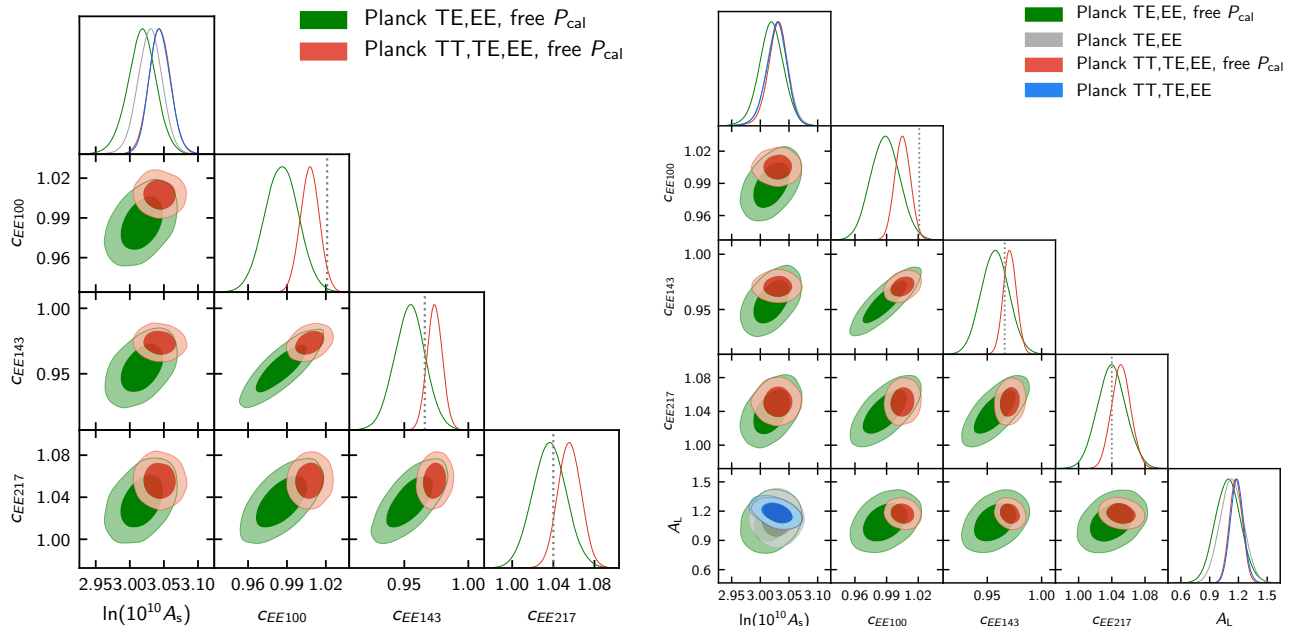 Planck TE,EE, free P_cal
Planck TT,TE,EE, free P_cal
1.02
0.99
0.96
c_EE100
1.00
0.95
c_EE143
1.08
1.04
1.00
c_EE217
2.95 3.00 3.05 3.10
ln(10^10 A_s)
0.96 0.99 1.02
c_EE100
0.95 1.00
c_EE143
1.00 1.04 1.08
c_EE217
Planck TE,EE, free P_cal
Planck TE,EE
Planck TT,TE,EE, free P_cal
Planck TT,TE,EE
1.02
0.99
0.96
c_EE100
1.00
0.95
c_EE143
1.08
1.04
1.00
c_EE217
1.5
1.2
0.9
0.6
A_L
2.95 3.00 3.05 3.10
ln(10^10 A_s)
0.96 0.99 1.02
c_EE100
0.95 1.00
c_EE143
1.00 1.08
c_EE217
0.6 0.9 1.2 1.5
A_L